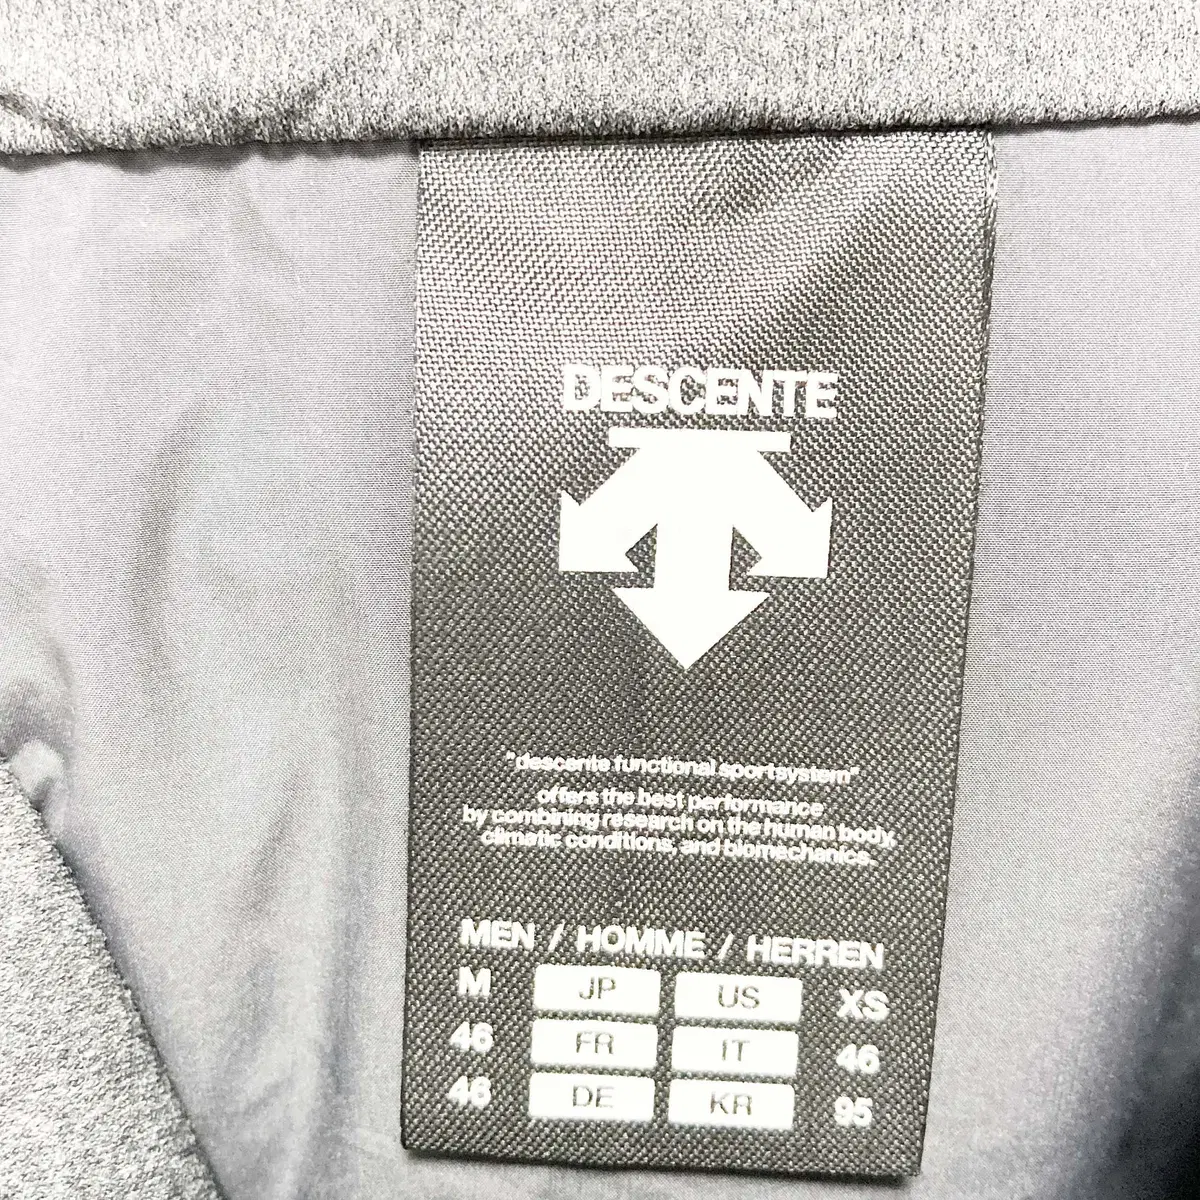 DESCENTE
"descente functional sportsystem"
offers the best performance
by combining research on the human body,
climatic conditions, and biomechanics.
MEN / HOMME / HERREN
M JP US XS
46 FR IT 46
46 DE KR 95